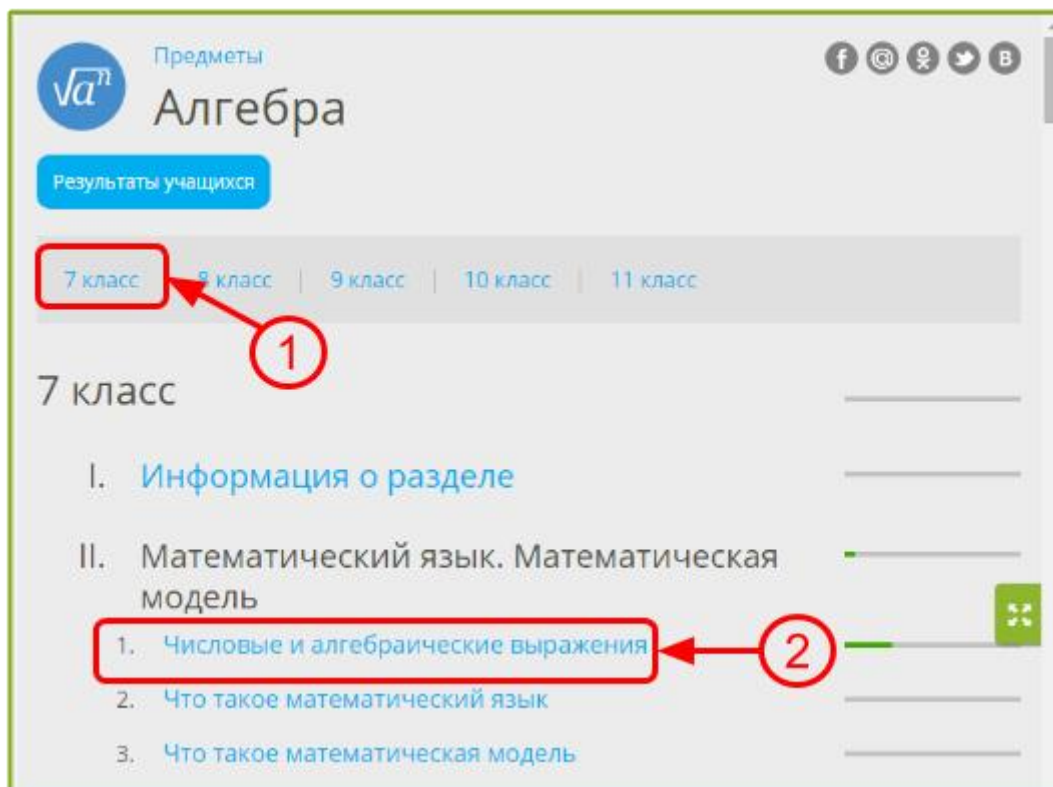 √aⁿ
Предметы
Алгебра
Результаты учащихся
7 класс | 8 класс | 9 класс | 10 класс | 11 класс
1
7 класс
I. Информация о разделе
II. Математический язык. Математическая
модель
1. Числовые и алгебраические выражения
2
2. Что такое математический язык
3. Что такое математическая модель